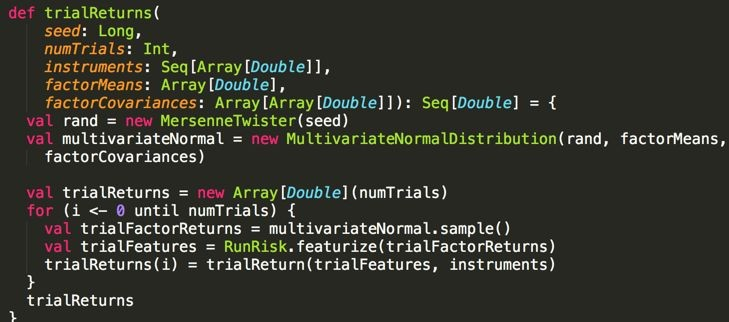 def trialReturns(
    seed: Long,
    numTrials: Int,
    instruments: Seq[Array[Double]],
    factorMeans: Array[Double],
    factorCovariances: Array[Array[Double]]): Seq[Double] = {
  val rand = new MersenneTwister(seed)
  val multivariateNormal = new MultivariateNormalDistribution(rand, factorMeans,
    factorCovariances)

  val trialReturns = new Array[Double](numTrials)
  for (i <- 0 until numTrials) {
    val trialFactorReturns = multivariateNormal.sample()
    val trialFeatures = RunRisk.featurize(trialFactorReturns)
    trialReturns(i) = trialReturn(trialFeatures, instruments)
  }
  trialReturns
}